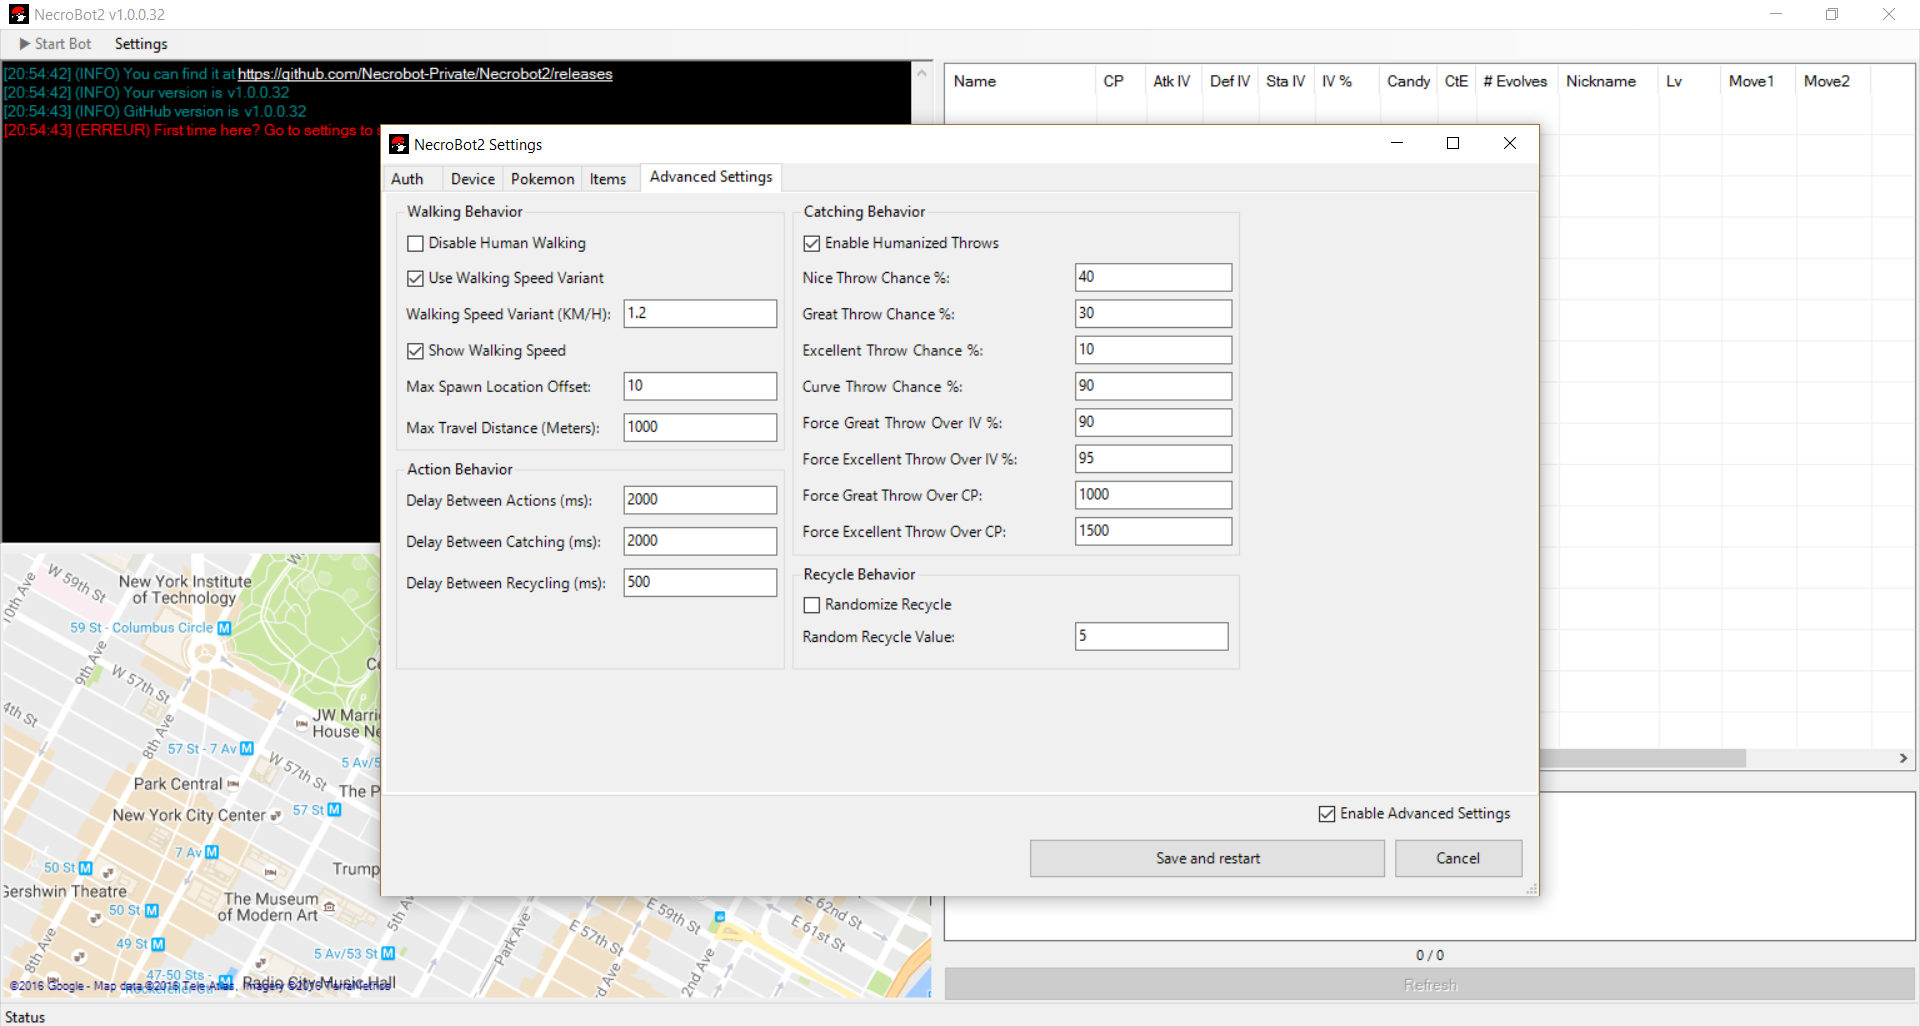 NecroBot2 v1.0.0.32
Start Bot Settings
[20:54:42] (INFO) You can find it at https://github.com/Necrobot-Private/Necrobot2/releases
[20:54:42] (INFO) Your version is v1.0.0.32
[20:54:43] (INFO) GitHub version is v1.0.0.32
[20:54:43] (ERREUR) First time here? Go to settings to s
Name CP Atk IV Def IV Sta IV IV % Candy CtE # Evolves Nickname Lv Move1 Move2
NecroBot2 Settings
Auth Device Pokemon Items Advanced Settings
Walking Behavior
Disable Human Walking
Use Walking Speed Variant
Walking Speed Variant (KM/H): 1.2
Show Walking Speed
Max Spawn Location Offset: 10
Max Travel Distance (Meters): 1000
Action Behavior
Delay Between Actions (ms): 2000
Delay Between Catching (ms): 2000
Delay Between Recycling (ms): 500
Catching Behavior
Enable Humanized Throws
Nice Throw Chance %: 40
Great Throw Chance %: 30
Excellent Throw Chance %: 10
Curve Throw Chance %: 90
Force Great Throw Over IV %: 90
Force Excellent Throw Over IV %: 95
Force Great Throw Over CP: 1000
Force Excellent Throw Over CP: 1500
Recycle Behavior
Randomize Recycle
Random Recycle Value: 5
Enable Advanced Settings
Save and restart Cancel
10th Ave
W 59th St
New York Institute
of Technology
59 St - Columbus Circle M
9th Ave
W 57th St
4th St
8th Ave
JW Marri
House Ne
57 St - 7 Av M
5 Av/5
W 57th St
Park Central
The P
New York City Center
57 St M
7 Av M
50 St M
Trump
Gershwin Theatre
The Museum
of Modern Art
50 St M
5th Av
49 St M
8th Ave
5 Av/53 St M
47-50 Sts -
Radio City Music Hall
Park Ave
E 59th St
E 57th St
3rd Ave
2nd Ave
E 62nd St
E 61st St
©2016 Google - Map data ©2016 Tele Atlas, Imagery ©2016 TerraMetrics
0 / 0
Refresh
Status